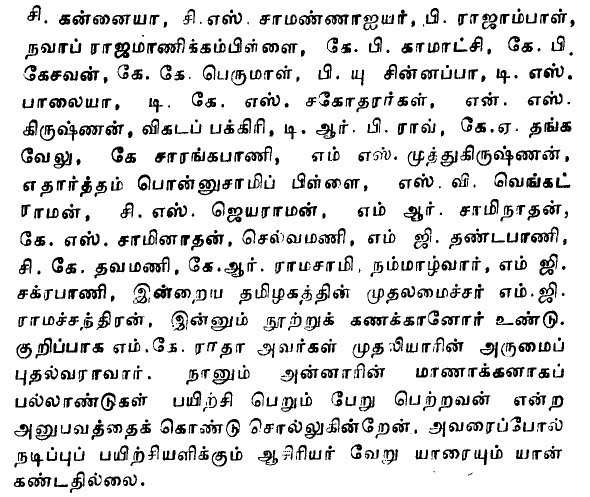 சி. கன்னையா, சி.எஸ். சாமண்ணாஐயர், பி. ராஜாம்பாள்,
நவாப் ராஜமாணிக்கம்பிள்ளை, கே. பி. காமாட்சி, கே. பி.
கேசவன், கே. கே. பெருமாள், பி. யு சின்னப்பா, டி. எஸ்.
பாலையா, டி. கே. எஸ். சகோதரர்கள், என். எஸ்.
கிருஷ்ணன், விகடப் பக்கிரி, டி. ஆர். பி. ராவ், கே.ஏ. தங்க
வேலு, கே சாரங்கபாணி, எம் எஸ். முத்துகிருஷ்ணன்,
எதார்த்தம் பொன்னுசாமிப் பிள்ளை, எஸ். வி. வெங்கட்
ராமன், சி. எஸ். ஜெயராமன், எம் ஆர். சாமிநாதன்,
கே. எஸ். சாமினாதன், செல்வமணி, எம் ஜி. தண்டபாணி,
சி. கே. தவமணி, கே.ஆர். ராமசாமி, நம்மாழ்வார், எம் ஜி.
சக்ரபாணி, இன்றைய தமிழகத்தின் முதலமைச்சர் எம்.ஜி.
ராமச்சந்திரன், இன்னும் நூற்றுக் கணக்கானோர் உண்டு.
குறிப்பாக எம்.கே. ராதா அவர்கள் முதலியாரின் அருமைப்
புதல்வராவார். நானும் அன்னாரின் மாணாக்கனாகப்
பல்லாண்டுகள் பயிற்சி பெறும் பேறு பெற்றவன் என்ற
அனுபவத்தைக் கொண்டு சொல்லுகின்றேன். அவரைப்போல்
நடிப்புப் பயிற்சியளிக்கும் ஆசிரியர் வேறு யாரையும் யான்
கண்டதில்லை.